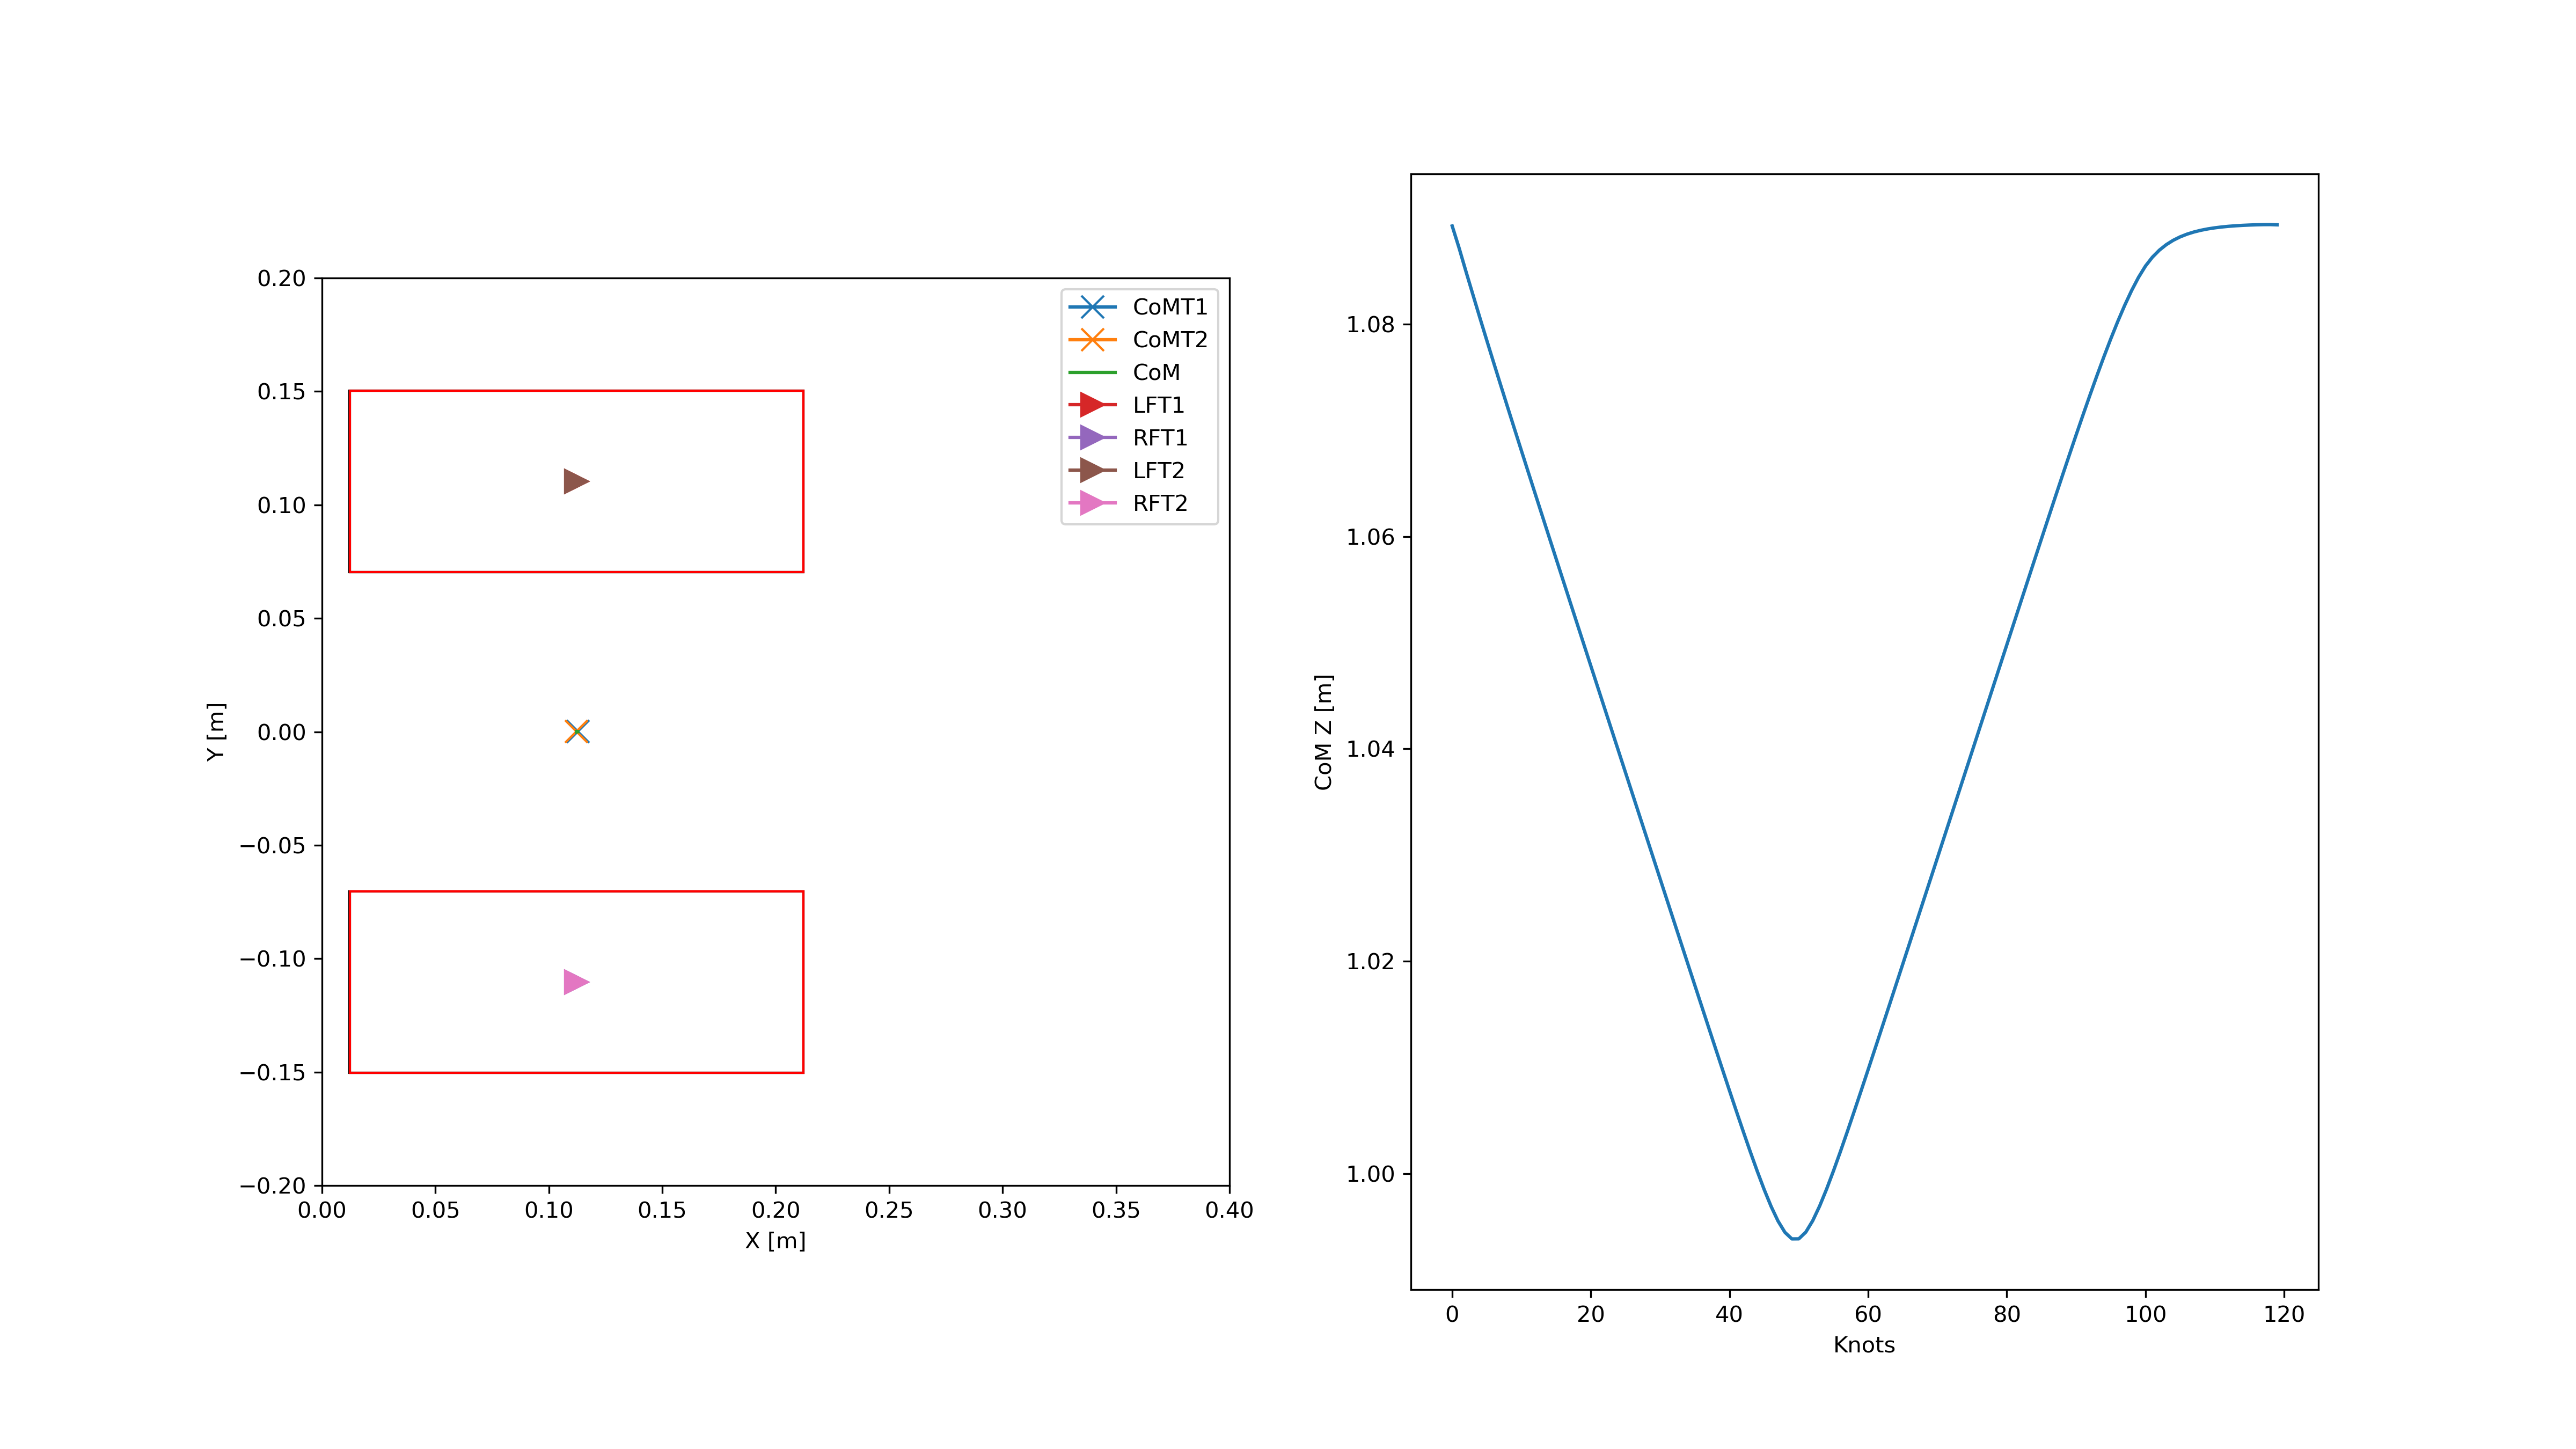 0.20
0.15
0.10
0.05
0.00
−0.05
−0.10
−0.15
−0.20
Y [m]
0.00 0.05 0.10 0.15 0.20 0.25 0.30 0.35 0.40
X [m]
CoMT1
CoMT2
CoM
LFT1
RFT1
LFT2
RFT2
1.08
1.06
1.04
1.02
1.00
CoM Z [m]
0 20 40 60 80 100 120
Knots